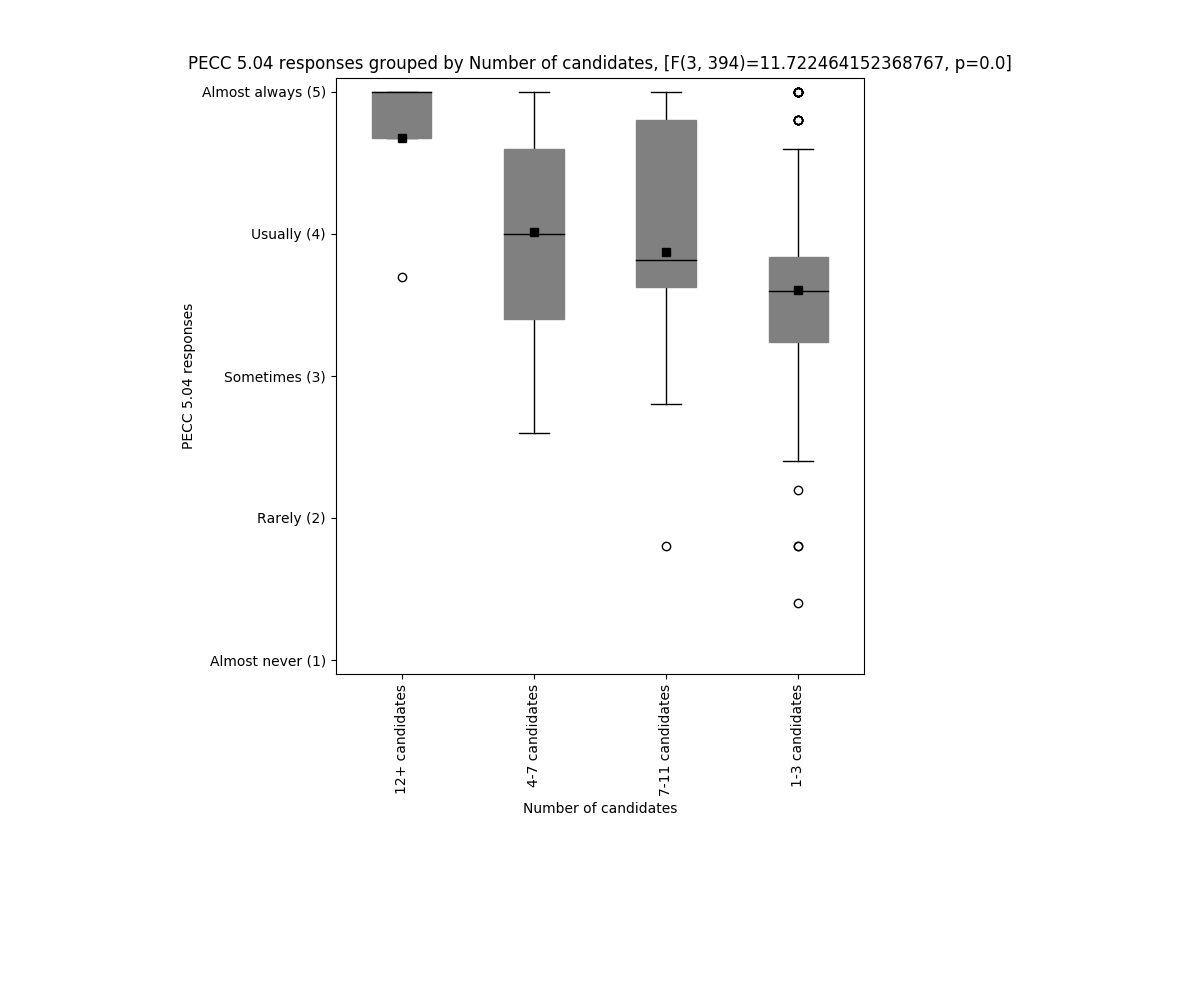 PECC 5.04 responses grouped by Number of candidates, [F(3, 394)=11.722464152368767, p=0.0]
Almost always (5)
Usually (4)
Sometimes (3)
Rarely (2)
Almost never (1)
PECC 5.04 responses
12+ candidates
4-7 candidates
7-11 candidates
1-3 candidates
Number of candidates